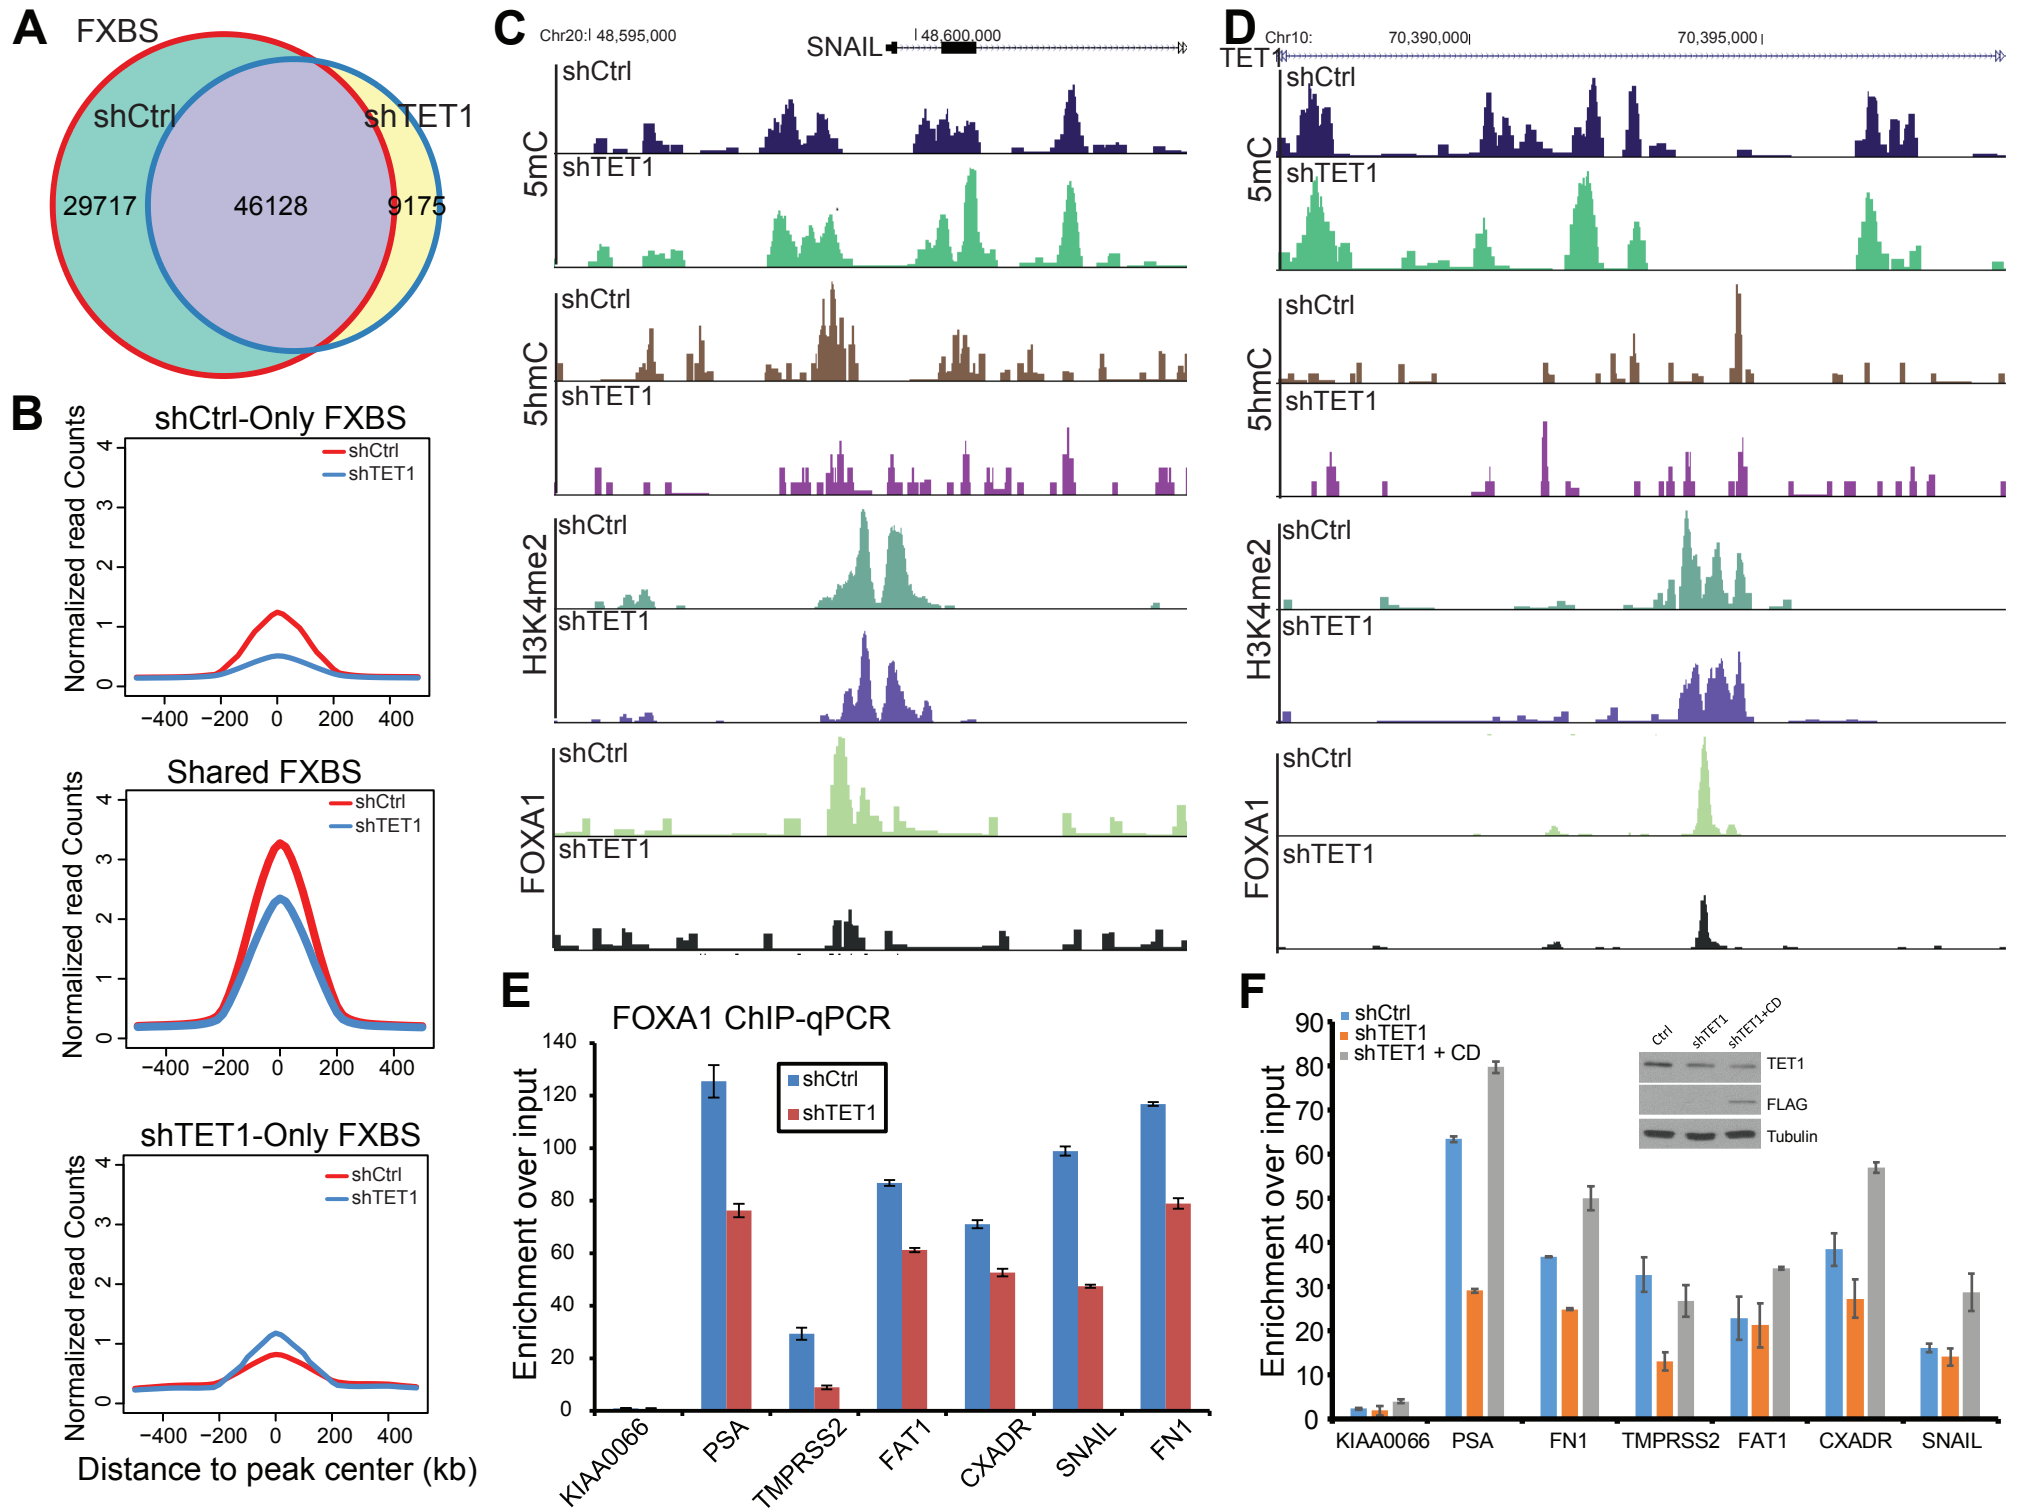 A
FXBS
shCtrl
shTET1
29717
46128
9175
B
shCtrl-Only FXBS
Normalized read Counts
4
3
2
1
0
shCtrl
shTET1
−400 −200 0 200 400
Shared FXBS
Normalized read Counts
4
3
2
1
0
shCtrl
shTET1
−400 −200 0 200 400
shTET1-Only FXBS
Normalized read Counts
4
3
2
1
0
shCtrl
shTET1
−400 −200 0 200 400
Distance to peak center (kb)
C
Chr20: 48,595,000 48,600,000
SNAIL
5mC
shCtrl
shTET1
5hmC
shCtrl
shTET1
H3K4me2
shCtrl
shTET1
FOXA1
shCtrl
shTET1
D
Chr10: 70,390,000 70,395,000
TET1
5mC
shCtrl
shTET1
5hmC
shCtrl
shTET1
H3K4me2
shCtrl
shTET1
FOXA1
shCtrl
shTET1
E
FOXA1 ChIP-qPCR
Enrichment over input
140
120
100
80
60
40
20
0
shCtrl
shTET1
KIAA0066 PSA TMPRSS2 FAT1 CXADR SNAIL FN1
F
Enrichment over input
90
80
70
60
50
40
30
20
10
0
shCtrl
shTET1
shTET1 + CD
Ctrl shTET1 shTET1+CD
TET1
FLAG
Tubulin
KIAA0066 PSA FN1 TMPRSS2 FAT1 CXADR SNAIL